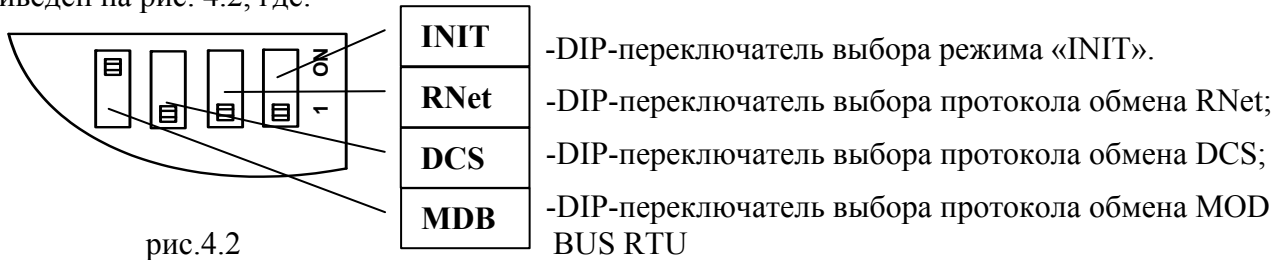 иведен на рис. 4.2, где:
ON
1
INIT
-DIP-переключатель выбора режима «INIT».
RNet
-DIP-переключатель выбора протокола обмена RNet;
DCS
-DIP-переключатель выбора протокола обмена DCS;
MDB
-DIP-переключатель выбора протокола обмена MOD
BUS RTU
рис.4.2